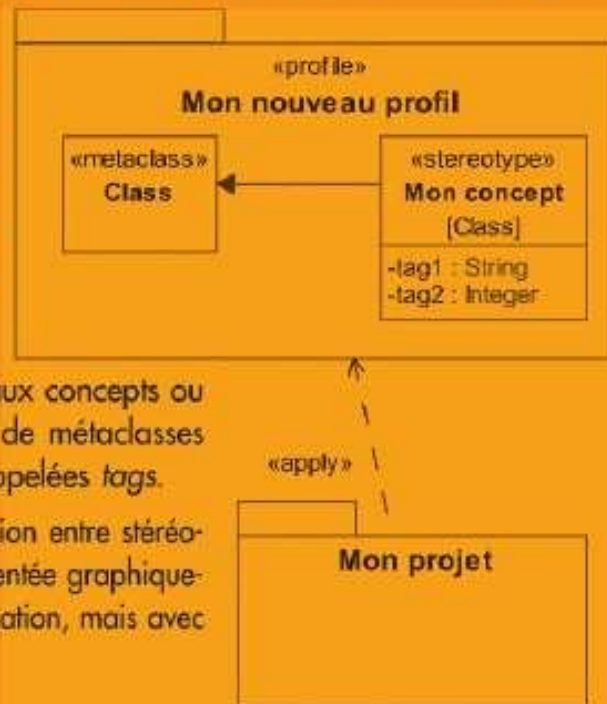 «profile»
Mon nouveau profil
«metaclass»
Class
«stereotype»
Mon concept
[Class]
-tag1 : String
-tag2 : Integer
ux concepts ou
de métaclasses
ppelées tags.
ion entre stéréo-
entée graphique-
ation, mais avec
«apply»
Mon projet